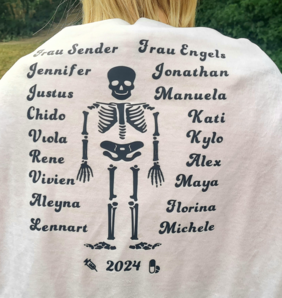 Frau Sender Frau Engels
Jennifer Jonathan
Justus Manuela
Chido Kati
Viola Kylo
Rene Alex
Vivien Maya
Aleyna Florina
Lennart Michele
2024